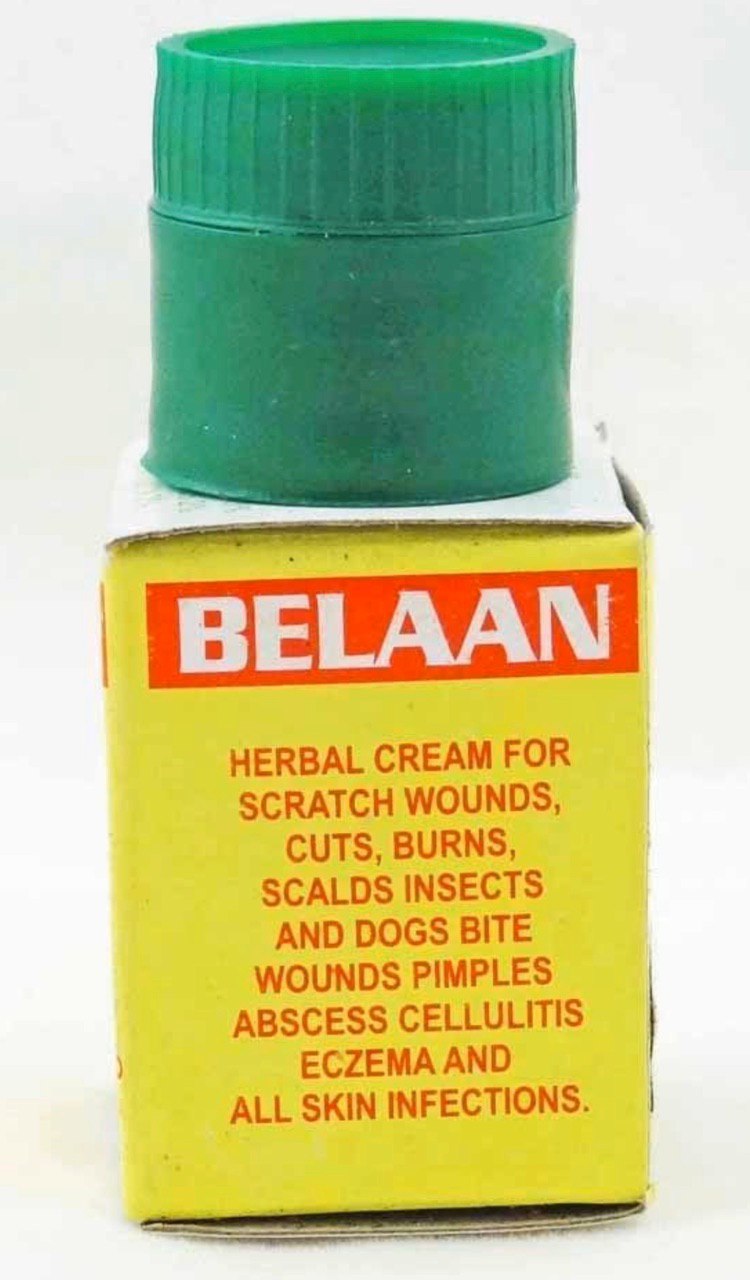 BELAAN
HERBAL CREAM FOR
SCRATCH WOUNDS,
CUTS, BURNS,
SCALDS INSECTS
AND DOGS BITE
WOUNDS PIMPLES
ABSCESS CELLULITIS
ECZEMA AND
ALL SKIN INFECTIONS.